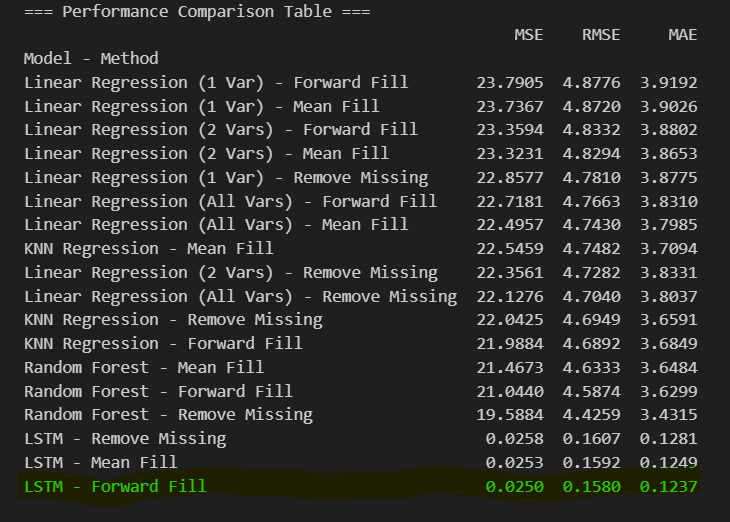 === Performance Comparison Table ===
MSE RMSE MAE
Model - Method
Linear Regression (1 Var) - Forward Fill 23.7905 4.8776 3.9192
Linear Regression (1 Var) - Mean Fill 23.7367 4.8720 3.9026
Linear Regression (2 Vars) - Forward Fill 23.3594 4.8332 3.8802
Linear Regression (2 Vars) - Mean Fill 23.3231 4.8294 3.8653
Linear Regression (1 Var) - Remove Missing 22.8577 4.7810 3.8775
Linear Regression (All Vars) - Forward Fill 22.7181 4.7663 3.8310
Linear Regression (All Vars) - Mean Fill 22.4957 4.7430 3.7985
KNN Regression - Mean Fill 22.5459 4.7482 3.7094
Linear Regression (2 Vars) - Remove Missing 22.3561 4.7282 3.8331
Linear Regression (All Vars) - Remove Missing 22.1276 4.7040 3.8037
KNN Regression - Remove Missing 22.0425 4.6949 3.6591
KNN Regression - Forward Fill 21.9884 4.6892 3.6849
Random Forest - Mean Fill 21.4673 4.6333 3.6484
Random Forest - Forward Fill 21.0440 4.5874 3.6299
Random Forest - Remove Missing 19.5884 4.4259 3.4315
LSTM - Remove Missing 0.0258 0.1607 0.1281
LSTM - Mean Fill 0.0253 0.1592 0.1249
LSTM - Forward Fill 0.0250 0.1580 0.1237